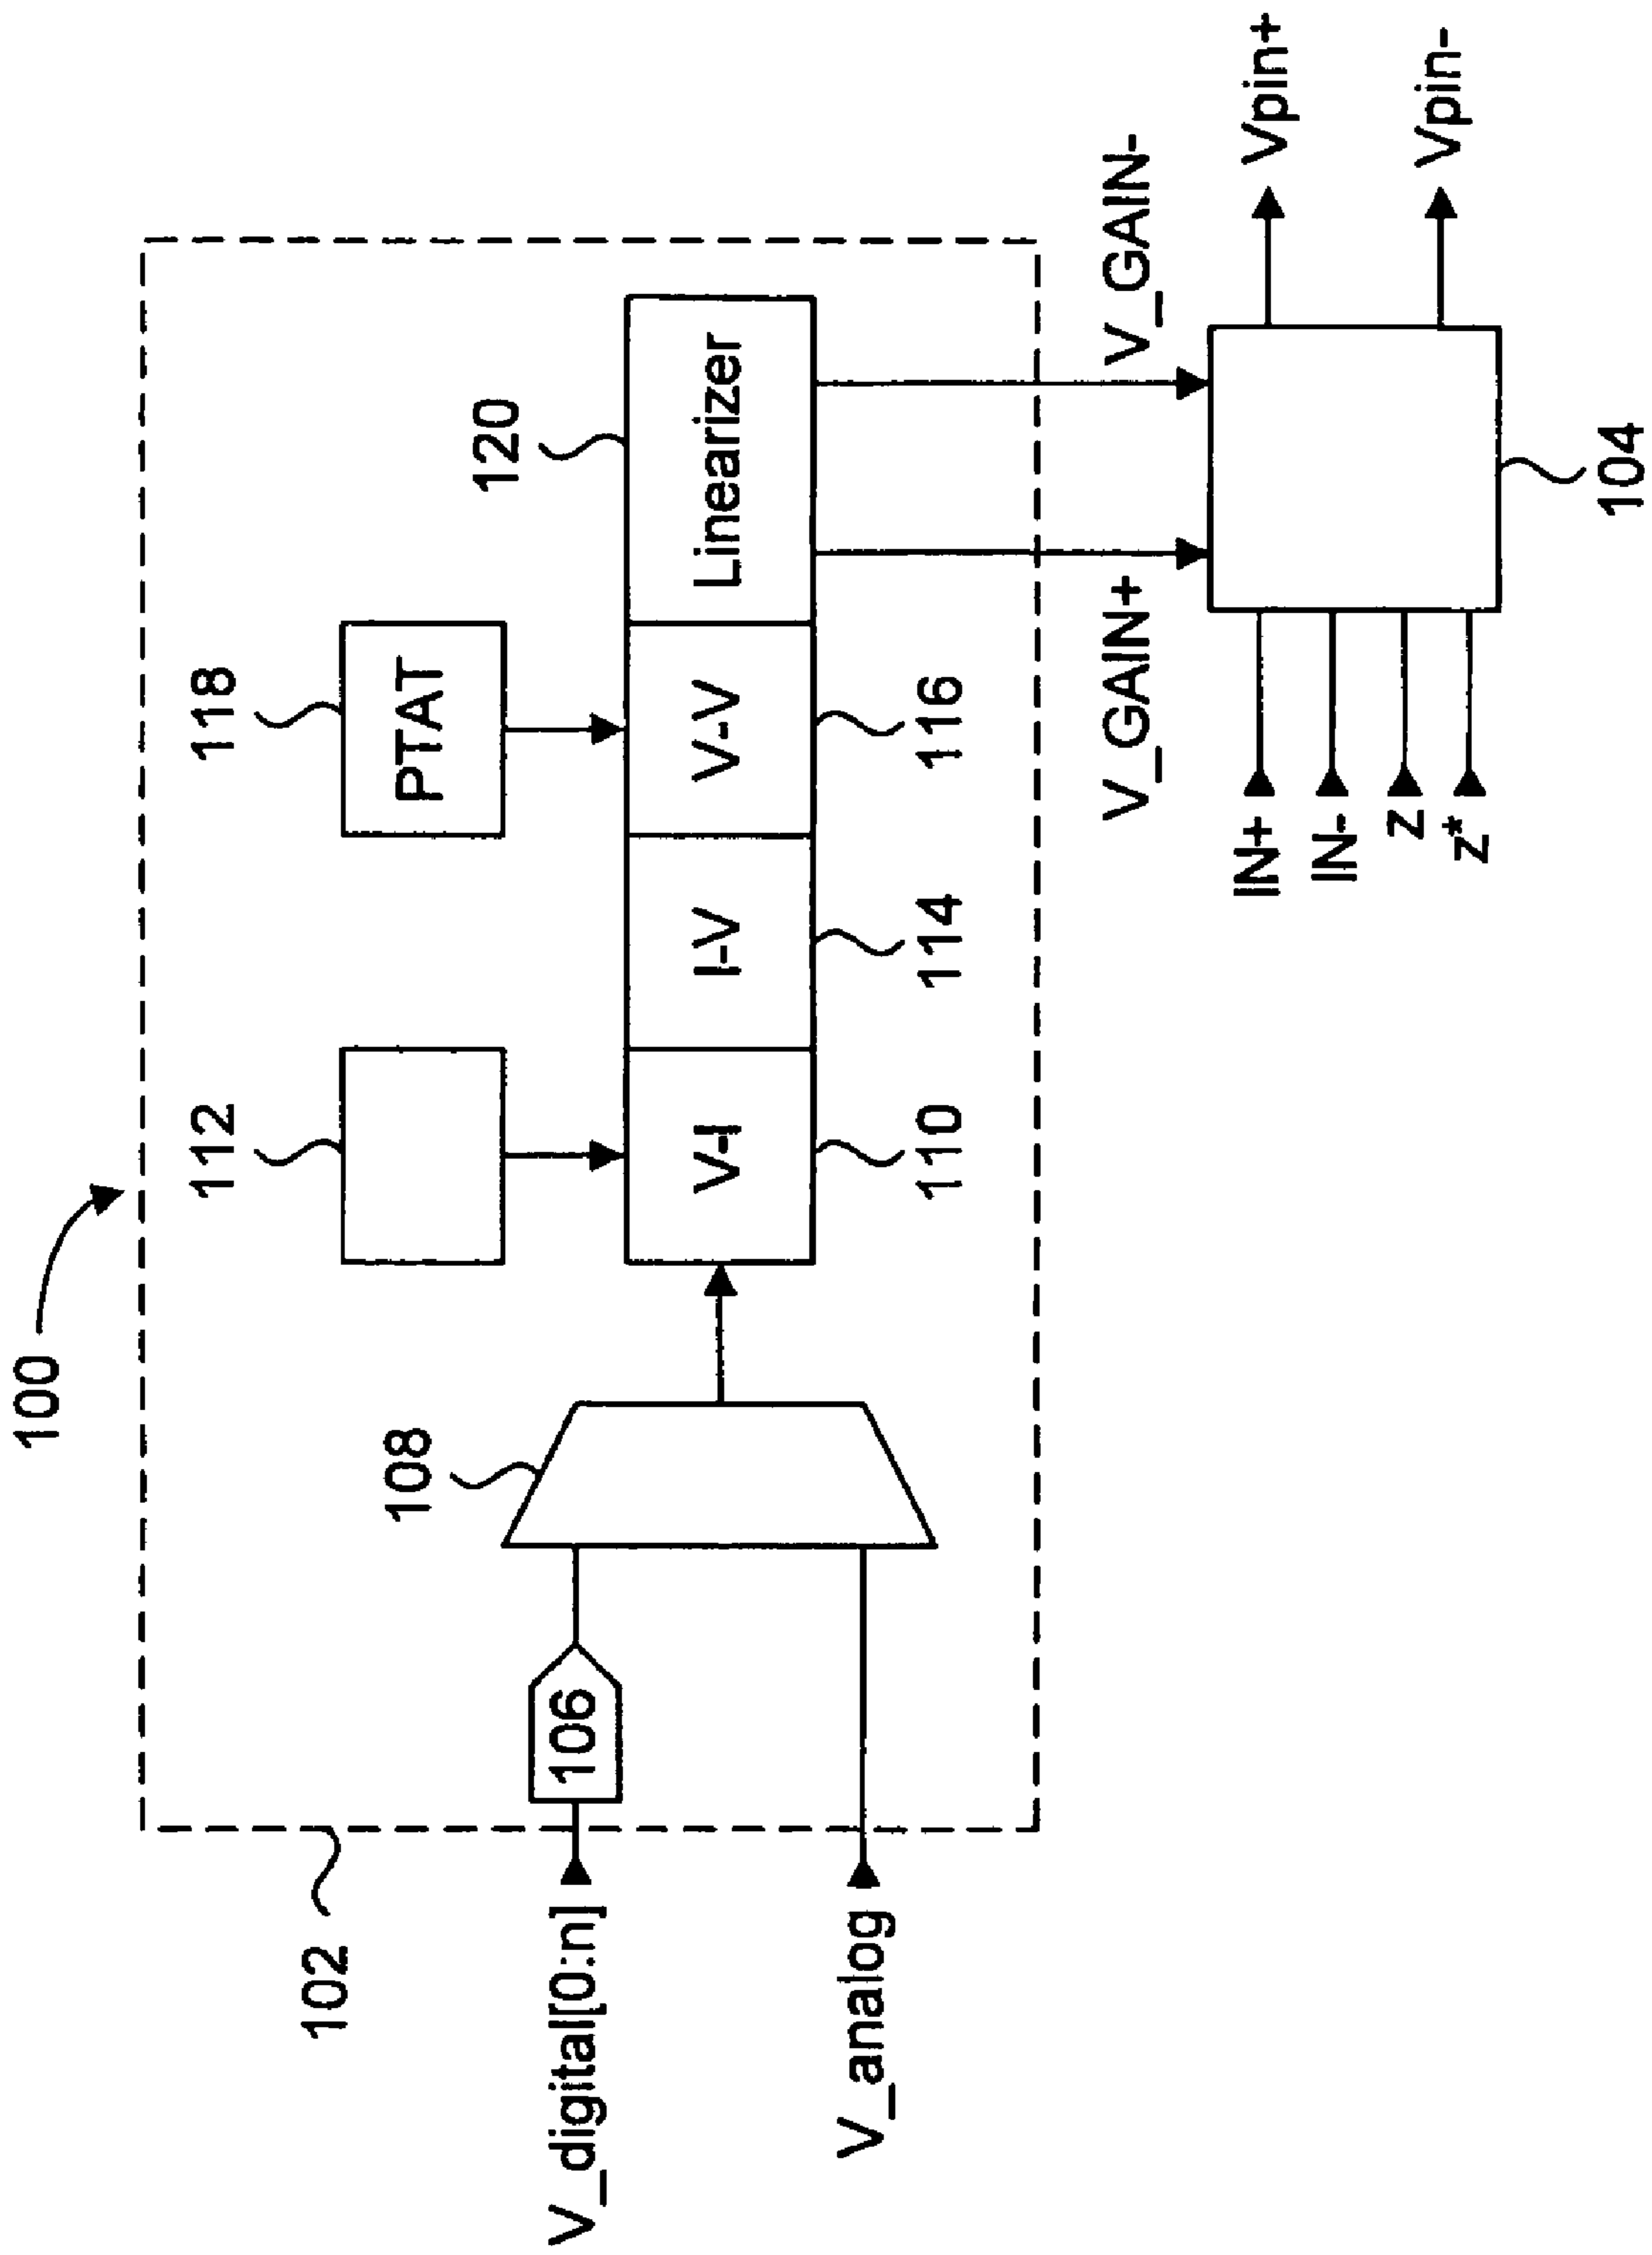 100
102
112
118
120
PTAT
108
106
V-I
I-V
V-V
Linearizer
110
114
116
V_digital[0:n]
V_analog
V_GAIN+
V_GAIN-
IN+
IN-
Z
Z*
Vpin+
Vpin-
104